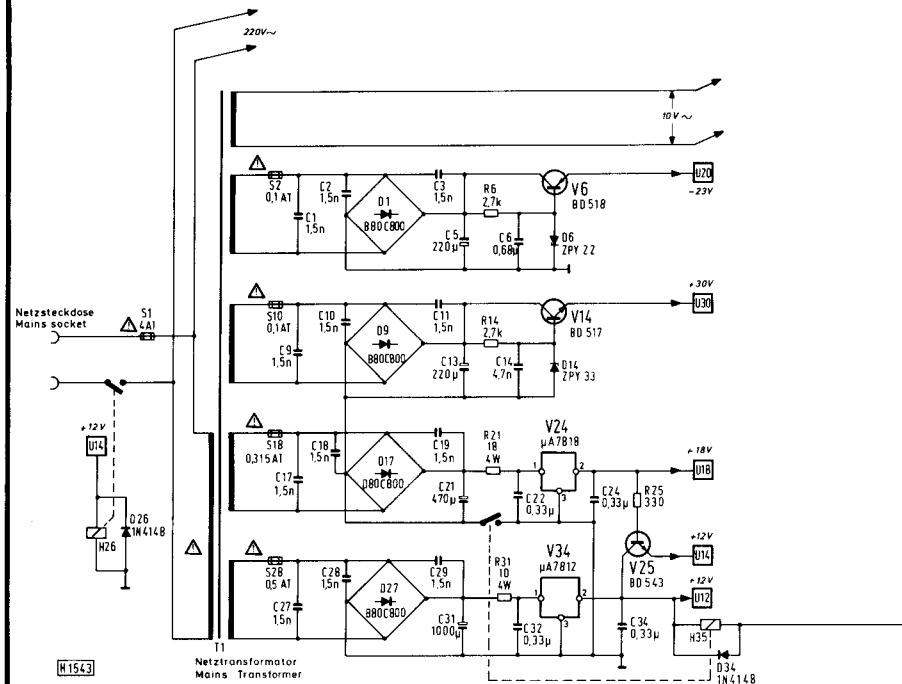 220V~
10V~
S2
0,1 AT
C2
1,5n
C1
1,5n
D1
B80C800
C3
1,5n
C5
220µ
R6
2,7k
C6
0,68µ
V6
BD 518
D6
ZPY 22
U20
-23V
Netzsteckdose
Mains socket
S1
4AT
S10
0,1 AT
C10
1,5n
C9
1,5n
D9
B80C800
C11
1,5n
C13
220µ
R14
2,7k
C14
4,7n
V14
BD 517
D14
ZPY 33
+30V
U30
+12V
U14
H26
D26
1N4148
S18
0,315 AT
C18
1,5n
C17
1,5n
D17
C19
1,5n
C21
470µ
R21
18
4W
C22
0,33µ
V24
µA7818
1
2
3
C24
0,33µ
R25
330
+18V
U18
V25
BD 543
+12V
U14
+12V
U12
S28
0,5 AT
C28
1,5n
C27
1,5n
D27
B80C800
C29
1,5n
C31
1000µ
R31
10
4W
C32
0,33µ
V34
µA7812
1
2
3
C34
0,33µ
H35
D34
1N4148
T1
Netztransformator
Mains Transformer
H1543